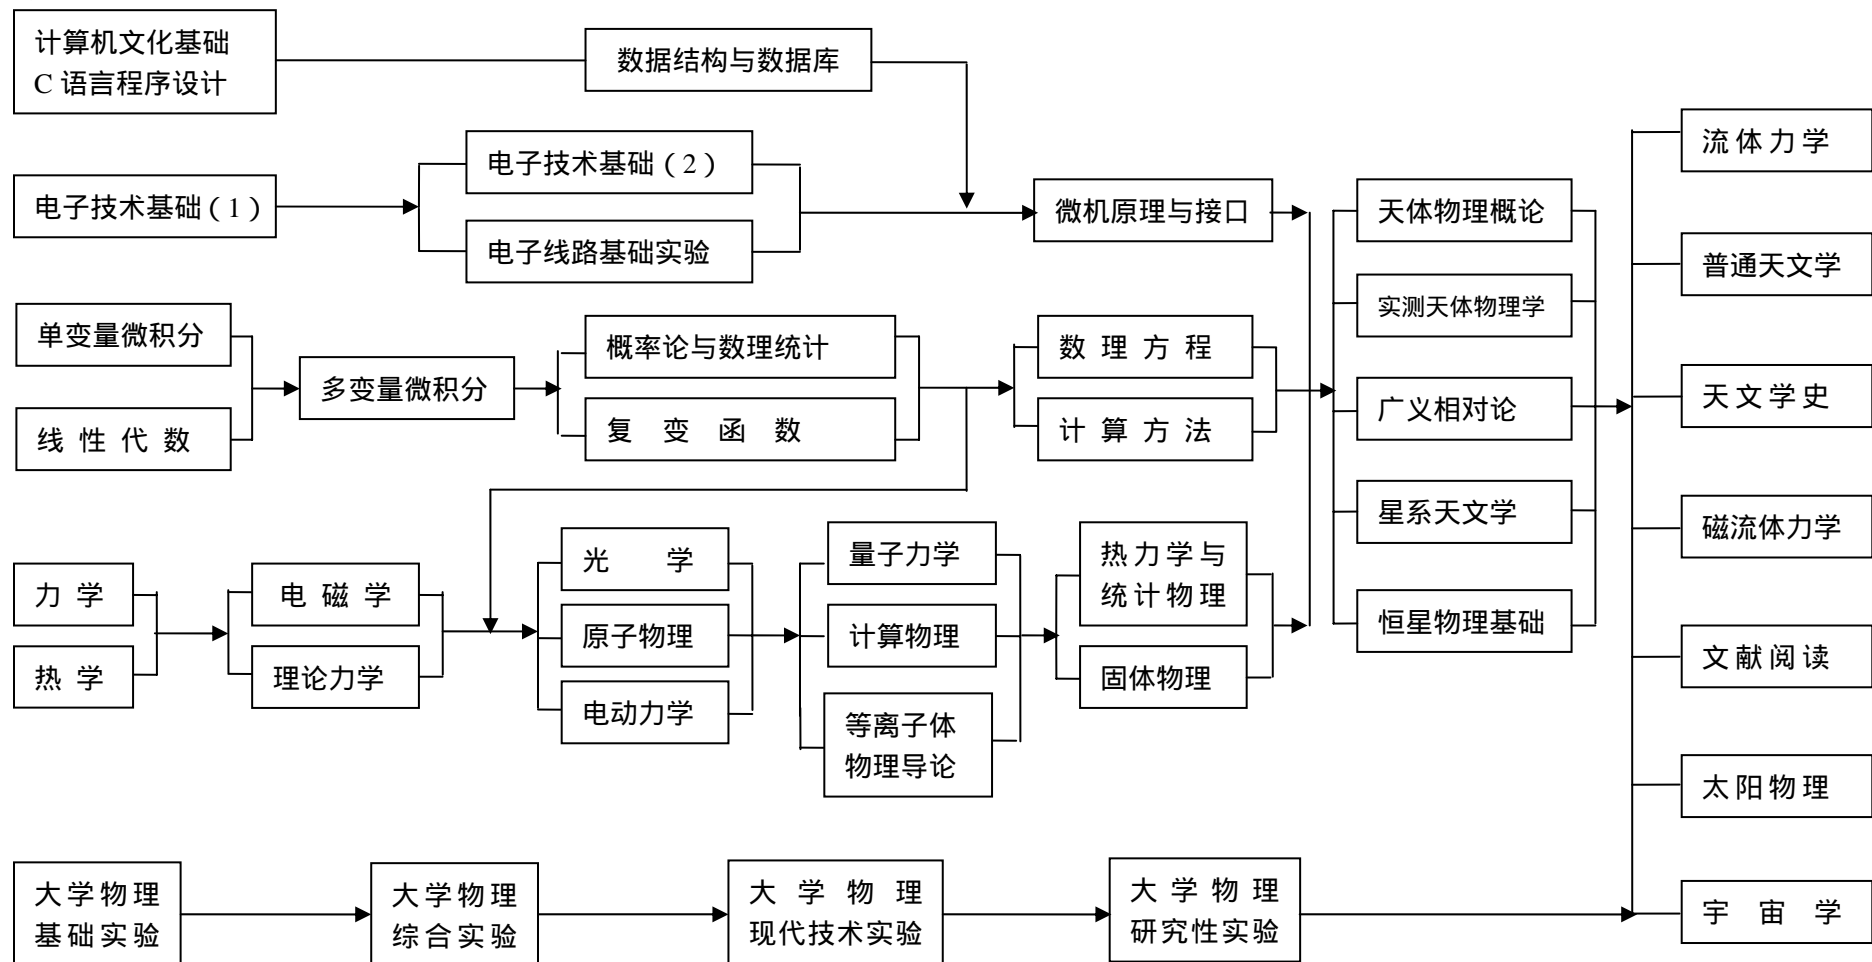 计算机文化基础
C 语言程序设计
数据结构与数据库
电子技术基础（1）
电子技术基础（2）
电子线路基础实验
微机原理与接口
单变量微积分
线性代数
多变量微积分
概率论与数理统计
复变函数
数理方程
计算方法
力学
热学
电磁学
理论力学
光学
原子物理
电动力学
量子力学
计算物理
等离子体
物理导论
热力学与
统计物理
固体物理
天体物理概论
实测天体物理学
广义相对论
星系天文学
恒星物理基础
流体力学
普通天文学
天文学史
磁流体力学
文献阅读
太阳物理
宇宙学
大学物理
基础实验
大学物理
综合实验
大学物理
现代技术实验
大学物理
研究性实验